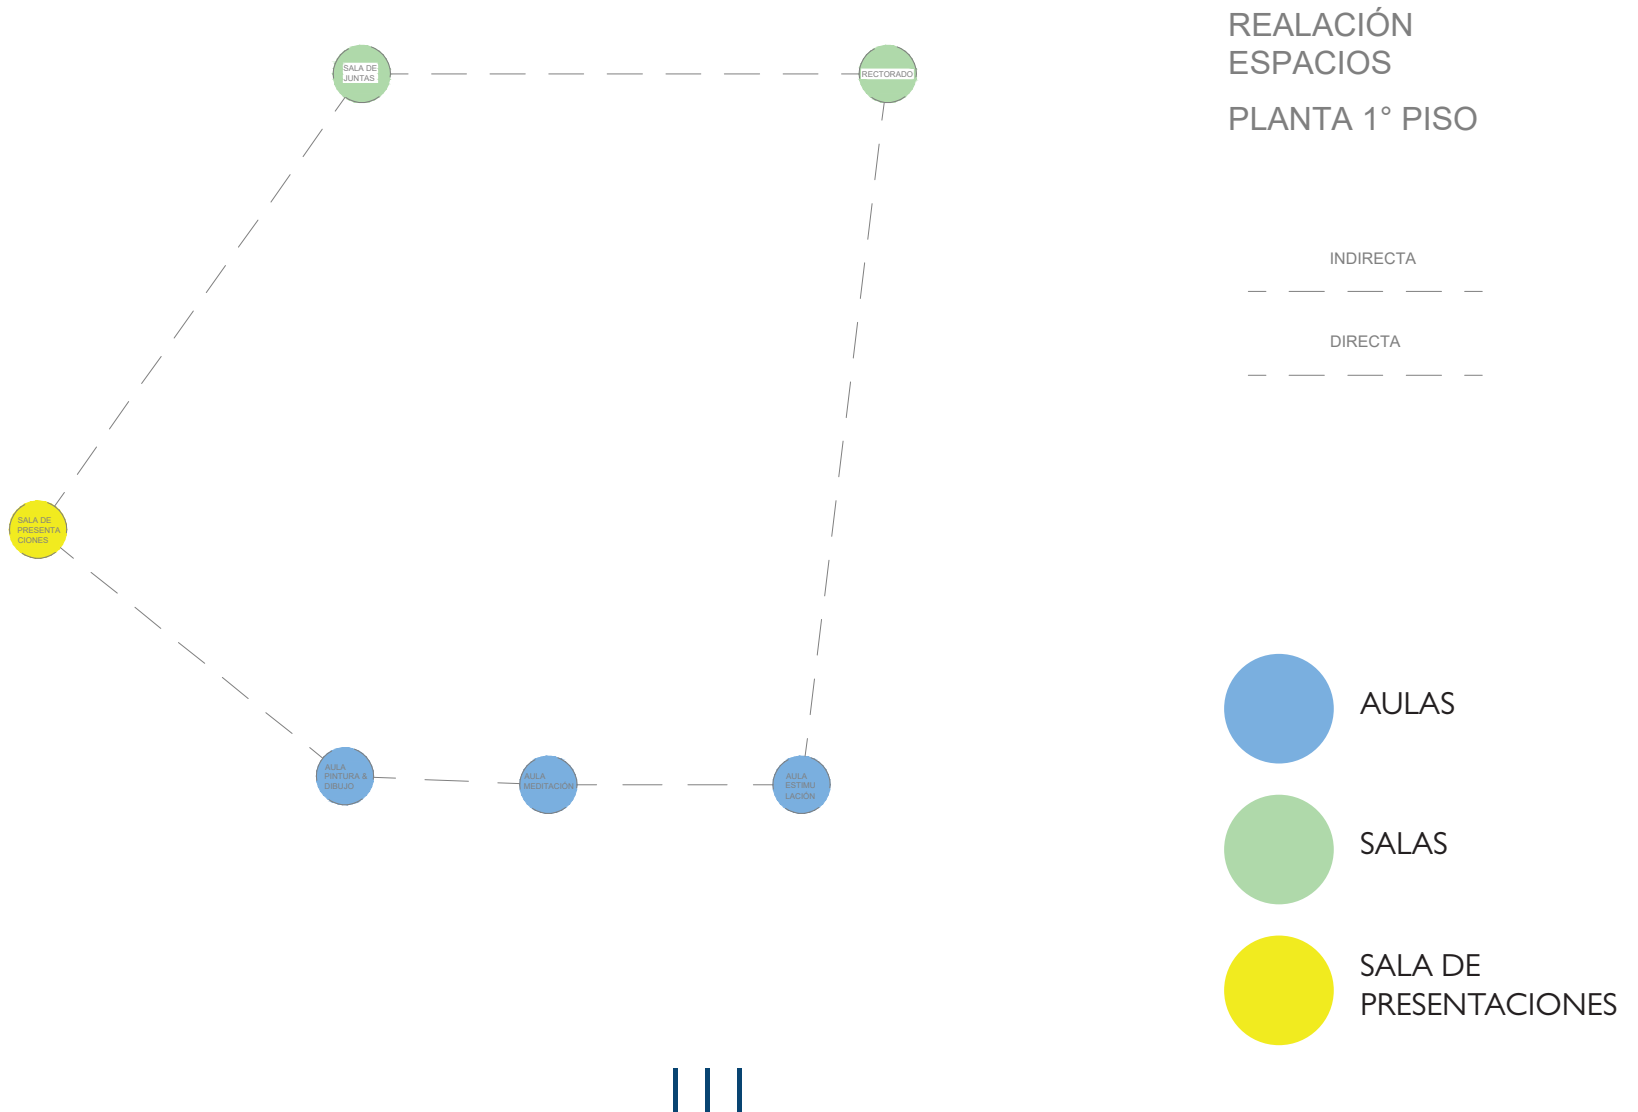 REALACIÓN
ESPACIOS
PLANTA 1° PISO
SALA DE
JUNTAS
RECTORADO
INDIRECTA
DIRECTA
SALA DE
PRESENTA
CIONES
AULA
PINTURA &
DIBUJO
AULA
MEDITACIÓN
AULA
ESTIMU
LACIÓN
AULAS
SALAS
SALA DE
PRESENTACIONES